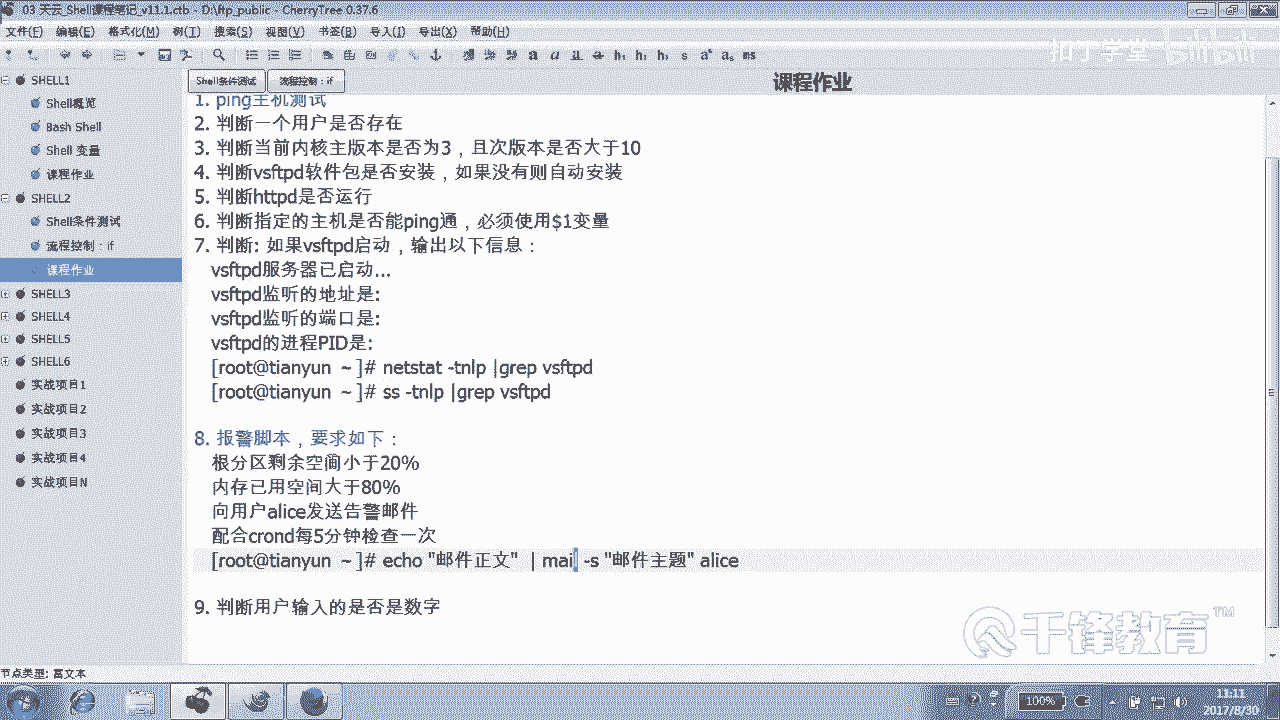 03 天云_Shell课程笔记_v11.1.ctb - D:\ftp_public - CherryTree 0.37.6
文件(F) 编辑(E) 格式化(M) 树(T) 搜索(S) 视图(V) 书签(B) 导入(I) 导出(X) 帮助(H)
扣丁学堂 bilibili
SHELL1
Shell概览
Bash Shell
Shell 变量
课程作业
SHELL2
Shell条件测试
流程控制：if
课程作业
SHELL3
SHELL4
SHELL5
SHELL6
实战项目1
实战项目2
实战项目3
实战项目4
实战项目N
Shell条件测试 流程控制：if
课程作业
1. ping主机测试
2. 判断一个用户是否存在
3. 判断当前内核主版本是否为3，且次版本是否大于10
4. 判断vsftpd软件包是否安装，如果没有则自动安装
5. 判断httpd是否运行
6. 判断指定的主机是否能ping通，必须使用$1变量
7. 判断: 如果vsftpd启动，输出以下信息：
vsftpd服务器已启动...
vsftpd监听的地址是:
vsftpd监听的端口是:
vsftpd的进程PID是:
[root@tianyun ~]# netstat -tnlp |grep vsftpd
[root@tianyun ~]# ss -tnlp |grep vsftpd
8. 报警脚本，要求如下：
根分区剩余空间小于20%
内存已用空间大于80%
向用户alice发送告警邮件
配合crond每5分钟检查一次
[root@tianyun ~]# echo "邮件正文" | mail -s "邮件主题" alice
9. 判断用户输入的是否是数字
千锋教育 TM
节点类型: 富文本
100%
11:11
2017/8/30